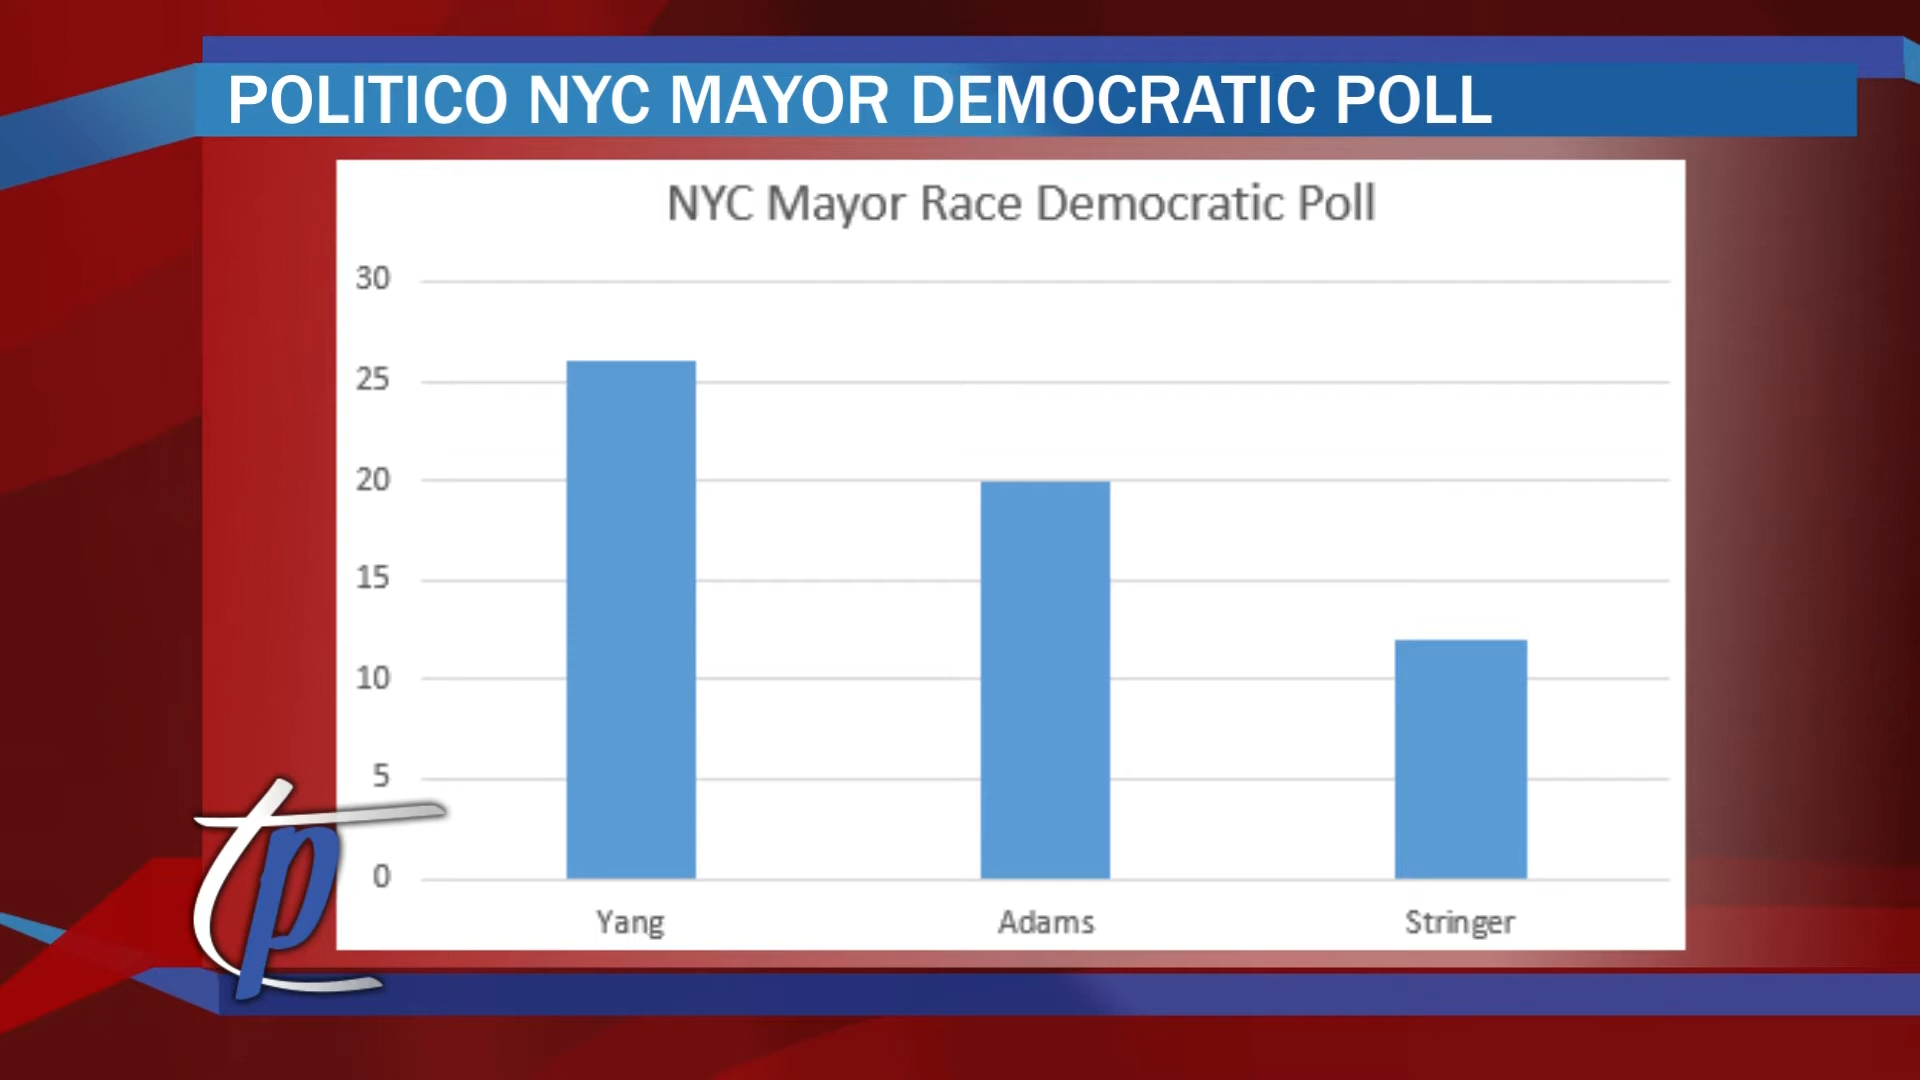 POLITICO NYC MAYOR DEMOCRATIC POLL
NYC Mayor Race Democratic Poll
30
25
20
15
10
5
0
Yang Adams Stringer
tp